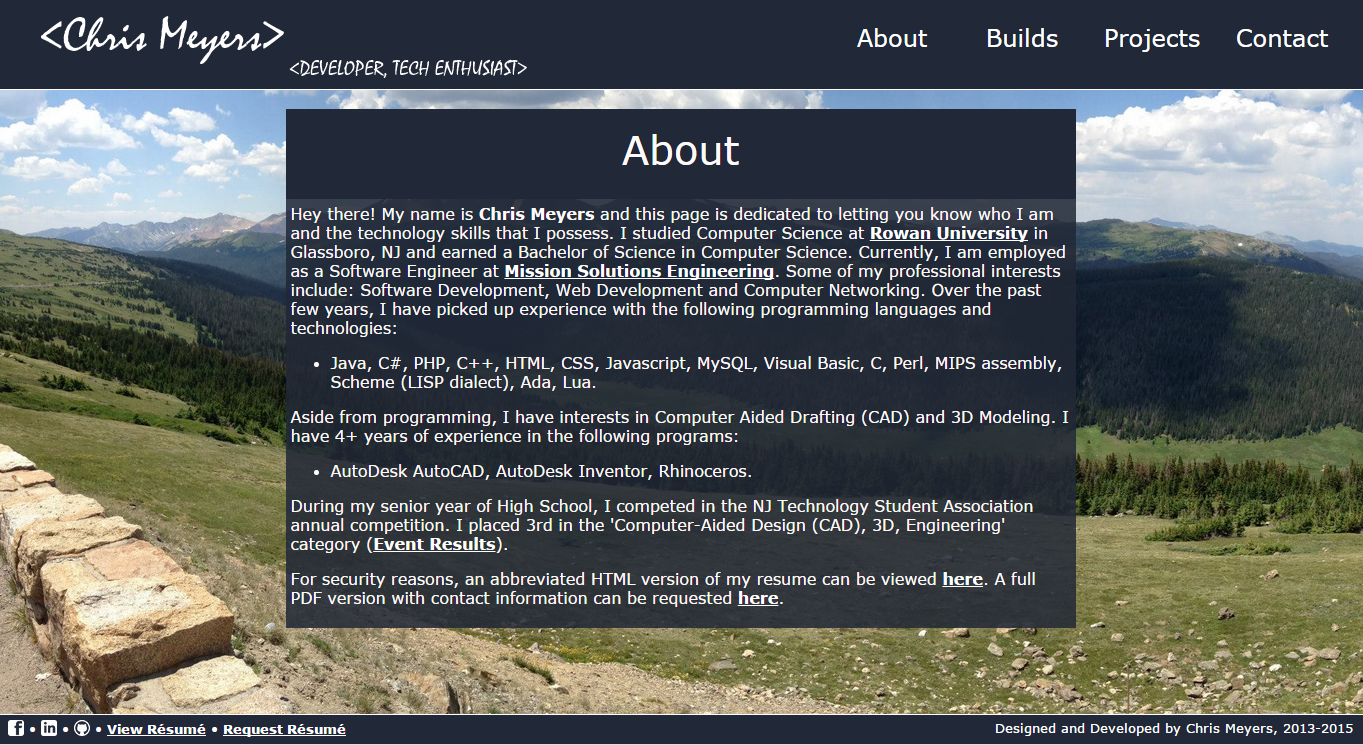 <Chris Meyers>
<DEVELOPER, TECH ENTHUSIAST>
About Builds Projects Contact
About
Hey there! My name is Chris Meyers and this page is dedicated to letting you know who I am
and the technology skills that I possess. I studied Computer Science at Rowan University in
Glassboro, NJ and earned a Bachelor of Science in Computer Science. Currently, I am employed
as a Software Engineer at Mission Solutions Engineering. Some of my professional interests
include: Software Development, Web Development and Computer Networking. Over the past
few years, I have picked up experience with the following programming languages and
technologies:
• Java, C#, PHP, C++, HTML, CSS, Javascript, MySQL, Visual Basic, C, Perl, MIPS assembly,
Scheme (LISP dialect), Ada, Lua.
Aside from programming, I have interests in Computer Aided Drafting (CAD) and 3D Modeling. I
have 4+ years of experience in the following programs:
• AutoDesk AutoCAD, AutoDesk Inventor, Rhinoceros.
During my senior year of High School, I competed in the NJ Technology Student Association
annual competition. I placed 3rd in the 'Computer-Aided Design (CAD), 3D, Engineering'
category (Event Results).
For security reasons, an abbreviated HTML version of my resume can be viewed here. A full
PDF version with contact information can be requested here.
f • in • • View Résumé • Request Résumé
Designed and Developed by Chris Meyers, 2013-2015